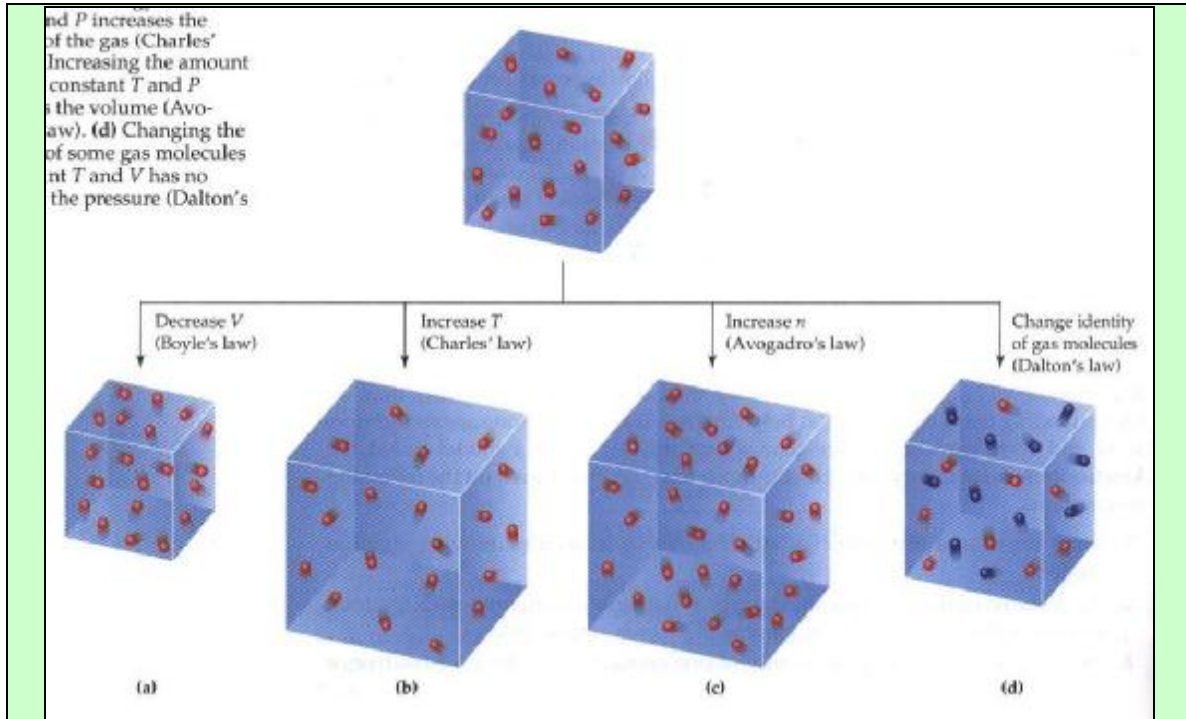 nd P increases the
of the gas (Charles'
Increasing the amount
constant T and P
s the volume (Avo-
aw). (d) Changing the
of some gas molecules
nt T and V has no
the pressure (Dalton's
Decrease V
(Boyle's law)
Increase T
(Charles' law)
Increase n
(Avogadro's law)
Change identity
of gas molecules
(Dalton's law)
(a)
(b)
(c)
(d)